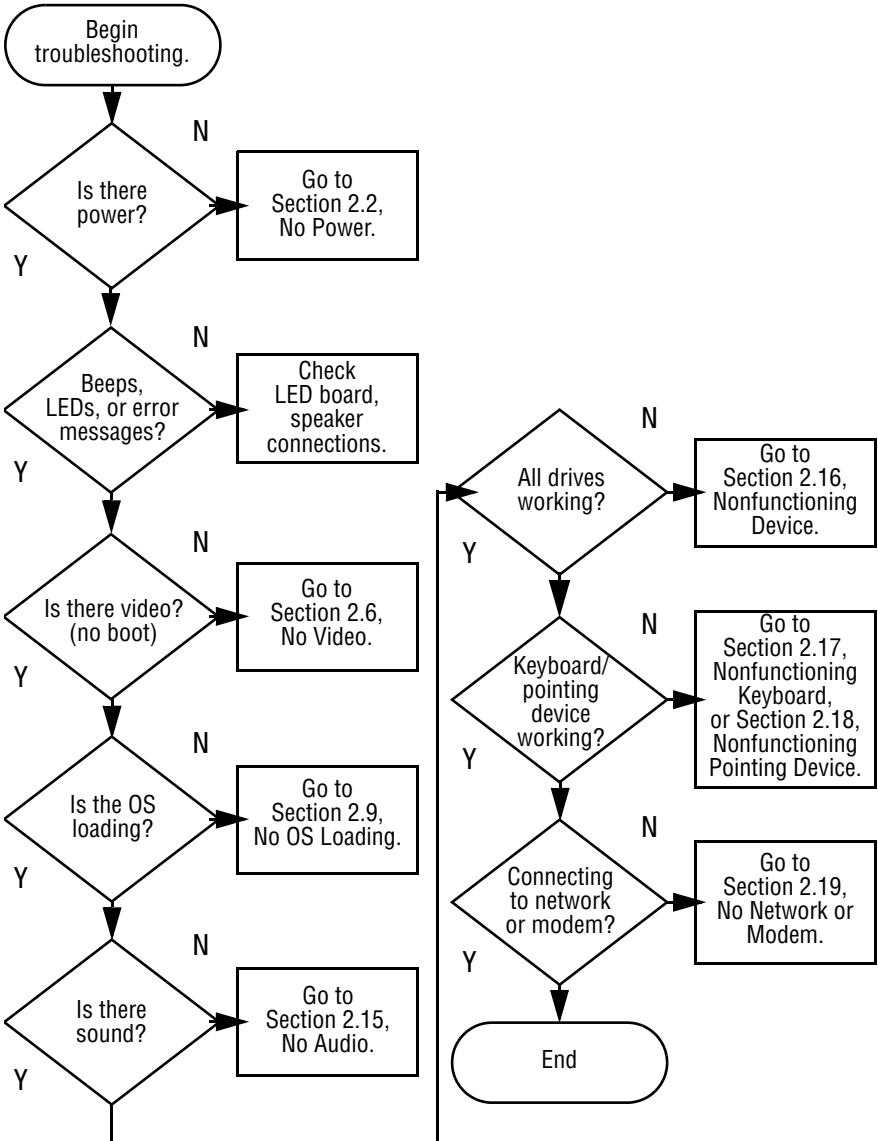 Begin
troubleshooting.
N
Is there
power?
Go to
Section 2.2,
No Power.
Y
N
Beeps,
LEDs, or error
messages?
Check
LED board,
speaker
connections.
Y
N
Is there video?
(no boot)
Go to
Section 2.6,
No Video.
Y
N
Is the OS
loading?
Go to
Section 2.9,
No OS Loading.
Y
N
Is there
sound?
Go to
Section 2.15,
No Audio.
Y
N
All drives
working?
Go to
Section 2.16,
Nonfunctioning
Device.
Y
N
Keyboard/
pointing
device
working?
Go to
Section 2.17,
Nonfunctioning
Keyboard,
or Section 2.18,
Nonfunctioning
Pointing Device.
Y
N
Connecting
to network
or modem?
Go to
Section 2.19,
No Network or
Modem.
Y
End